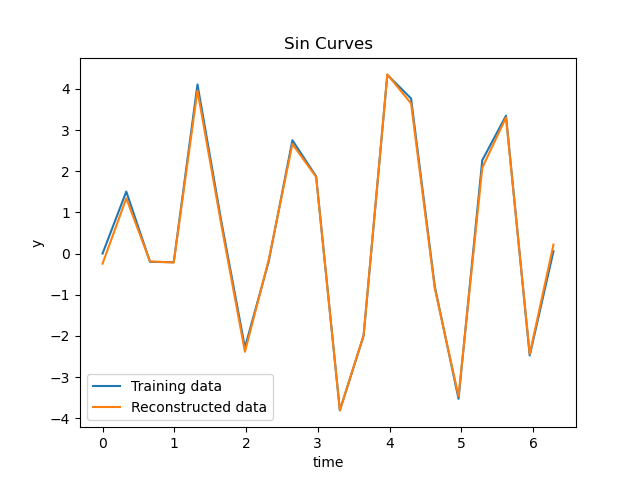 Sin Curves
y
4
3
2
1
0
−1
−2
−3
−4
Training data
Reconstructed data
0 1 2 3 4 5 6
time